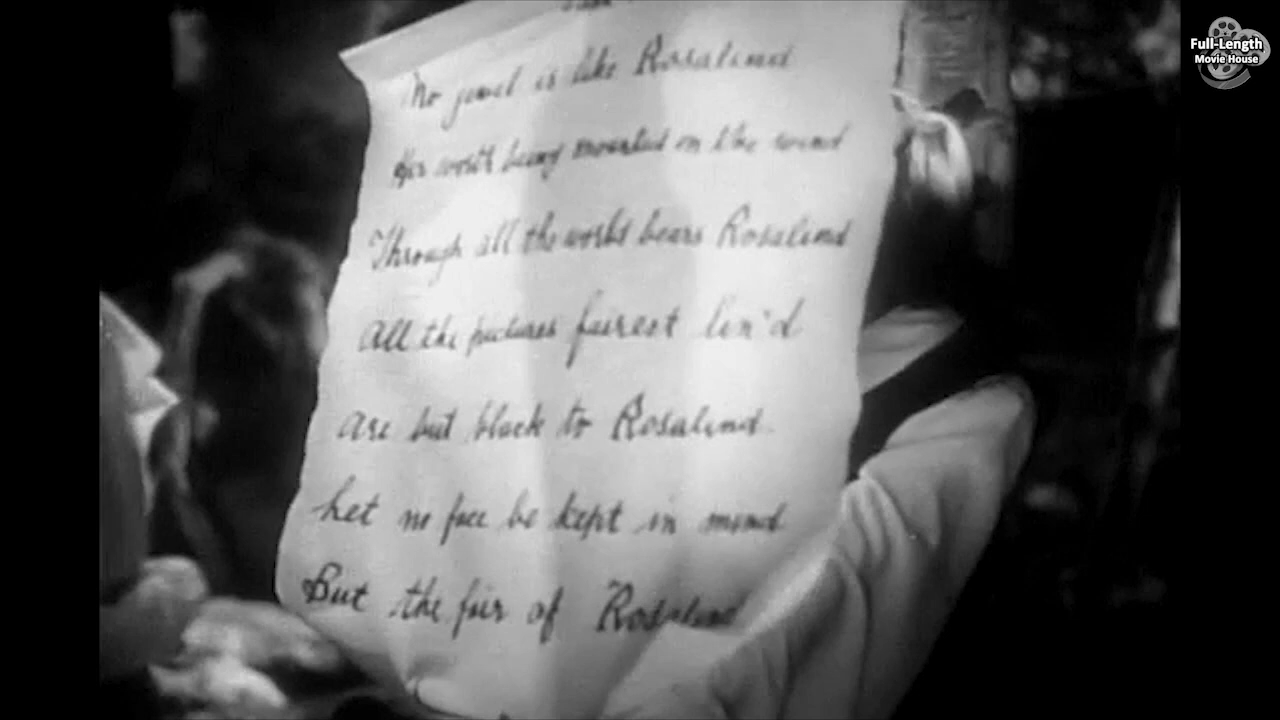 No jewel is like Rosalind
Her worth being mounted on the wind
Through all the world bears Rosalind
All the pictures fairest lin'd
are but black to Rosalind.
Let no face be kept in mind
But the fair of Rosalind
Full-Length
Movie House